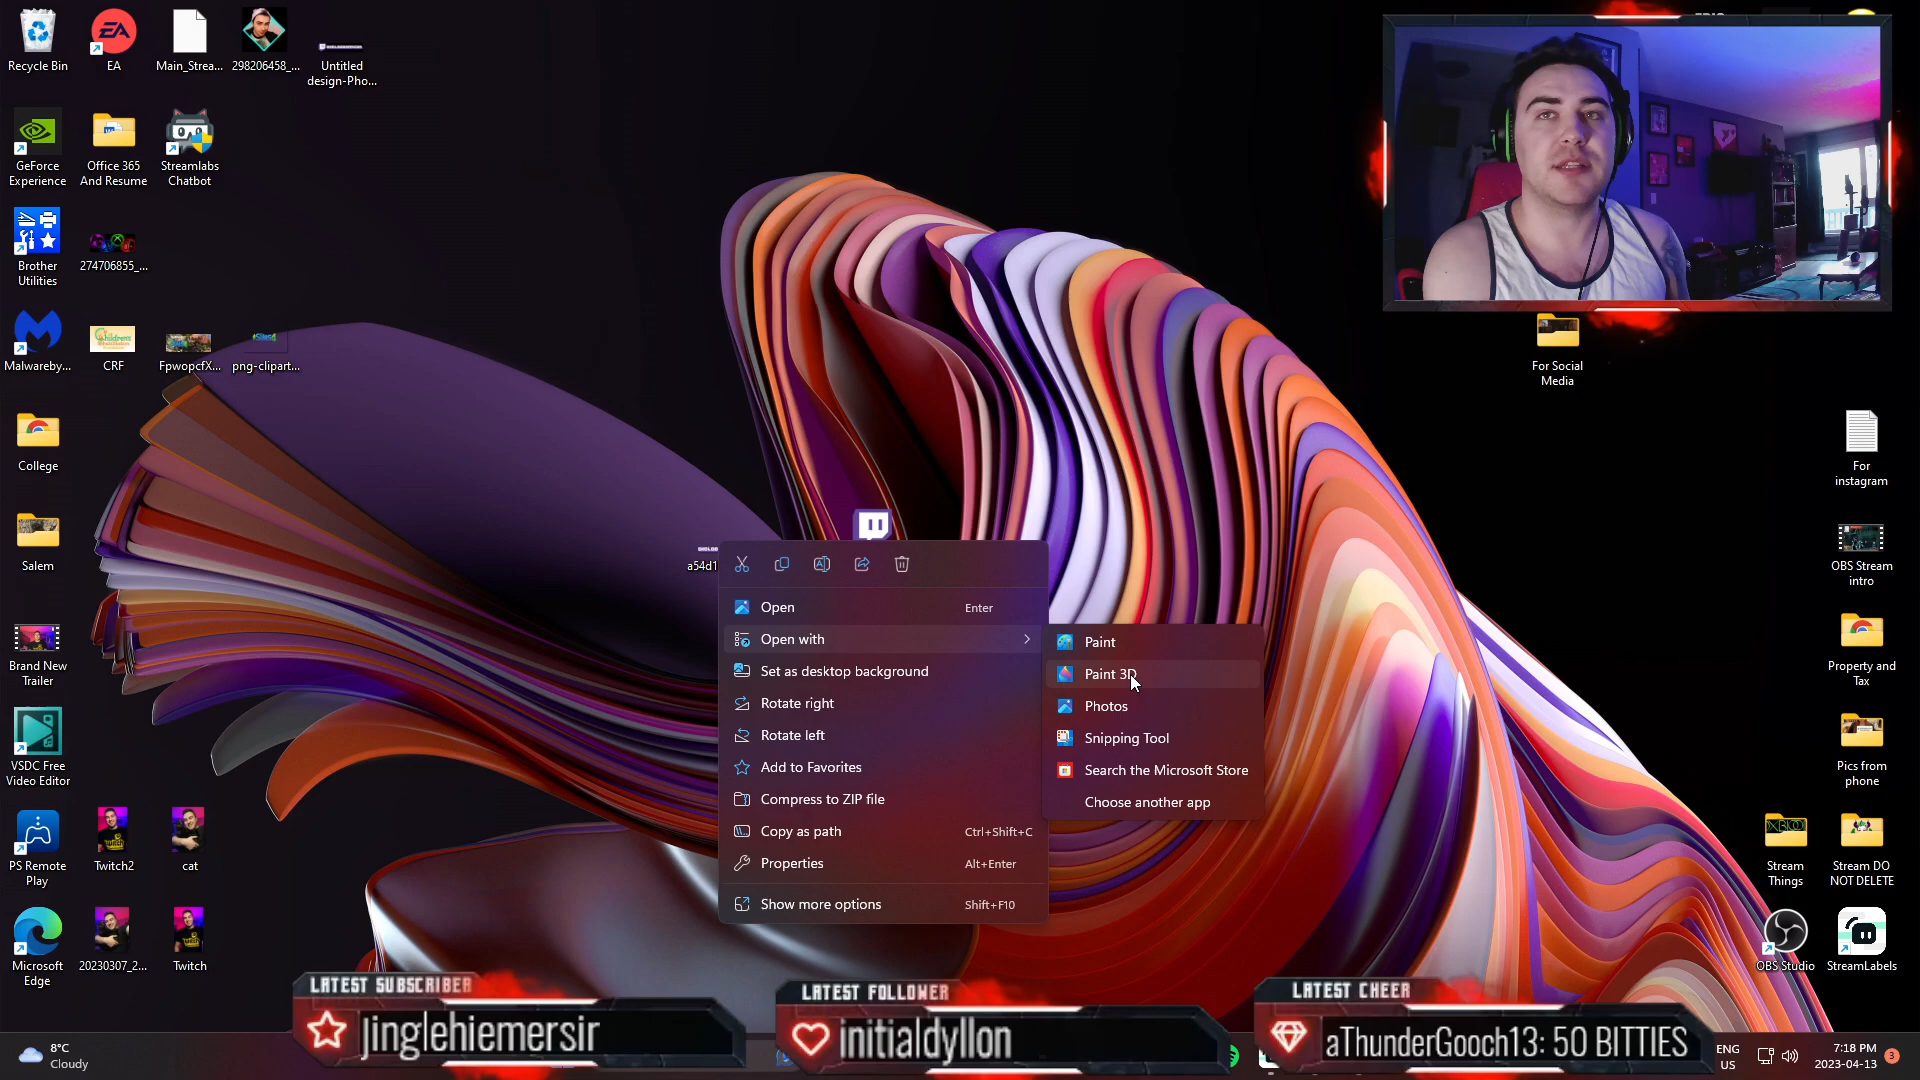 Recycle Bin
EA
Main_Strea...
298206458_...
Untitled
design-Pho...
GeForce
Experience
Office 365
And Resume
Streamlabs
Chatbot
Brother
Utilities
274706855_...
Malwareby...
CRF
FpwopcfX...
png-clipart...
College
Salem
Brand New
Trailer
VSDC Free
Video Editor
PS Remote
Play
Twitch2
cat
Microsoft
Edge
20230307_2...
Twitch
a54d1
Open Enter
Open with
Set as desktop background
Rotate right
Rotate left
Add to Favorites
Compress to ZIP file
Copy as path Ctrl+Shift+C
Properties Alt+Enter
Show more options Shift+F10
Paint
Paint 3D
Photos
Snipping Tool
Search the Microsoft Store
Choose another app
For Social
Media
For
instagram
OBS Stream
intro
Property and
Tax
Pics from
phone
Stream
Things
Stream DO
NOT DELETE
OBS Studio
StreamLabels
LATEST SUBSCRIBER
Jinglehiemersir
LATEST FOLLOWER
initialdyllon
LATEST CHEER
aThunderGooch13: 50 BITTIES
8°C
Cloudy
ENG
US
7:18 PM
2023-04-13
3